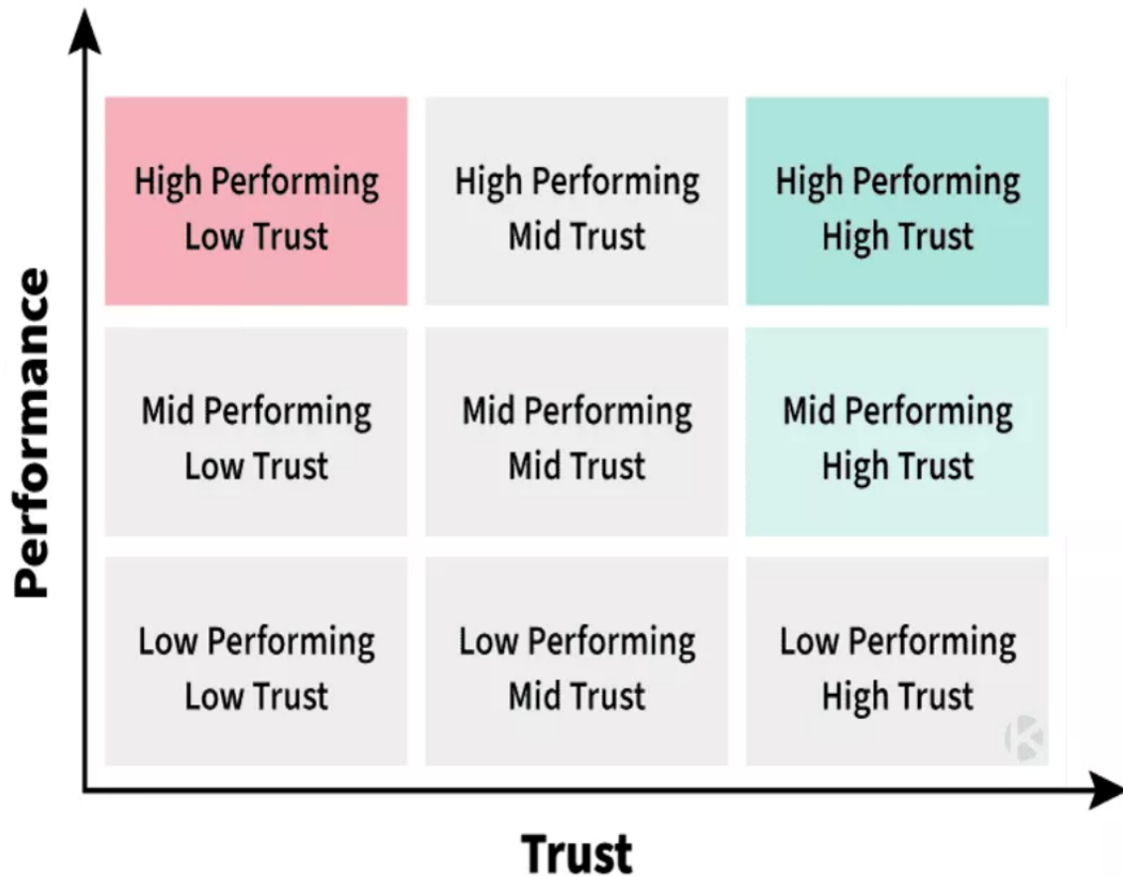 Performance
High Performing
Low Trust
High Performing
Mid Trust
High Performing
High Trust
Mid Performing
Low Trust
Mid Performing
Mid Trust
Mid Performing
High Trust
Low Performing
Low Trust
Low Performing
Mid Trust
Low Performing
High Trust
K
Trust